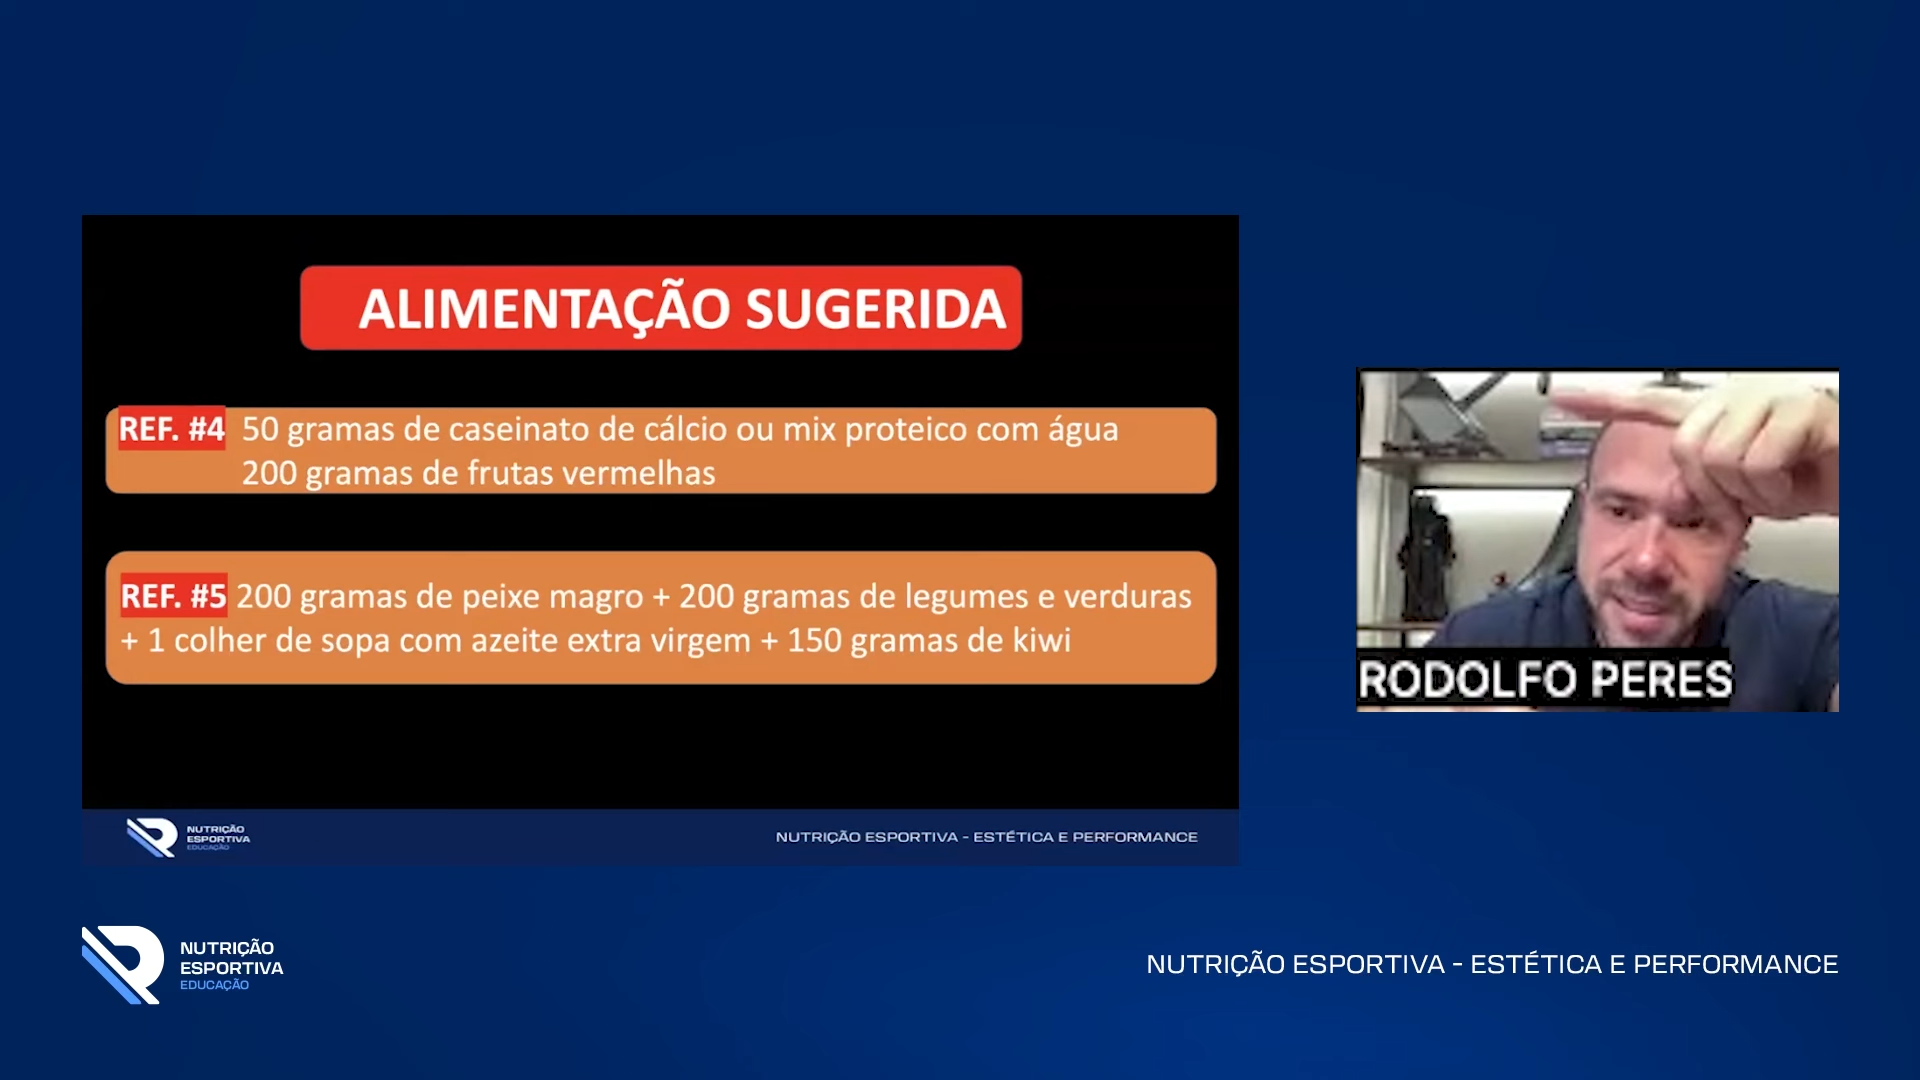 ALIMENTAÇÃO SUGERIDA
REF. #4 50 gramas de caseinato de cálcio ou mix proteico com água
200 gramas de frutas vermelhas
REF. #5 200 gramas de peixe magro + 200 gramas de legumes e verduras
+ 1 colher de sopa com azeite extra virgem + 150 gramas de kiwi
NUTRIÇÃO
ESPORTIVA
EDUCAÇÃO
NUTRIÇÃO ESPORTIVA - ESTÉTICA E PERFORMANCE
RODOLFO PERES
NUTRIÇÃO
ESPORTIVA
EDUCAÇÃO
NUTRIÇÃO ESPORTIVA - ESTÉTICA E PERFORMANCE